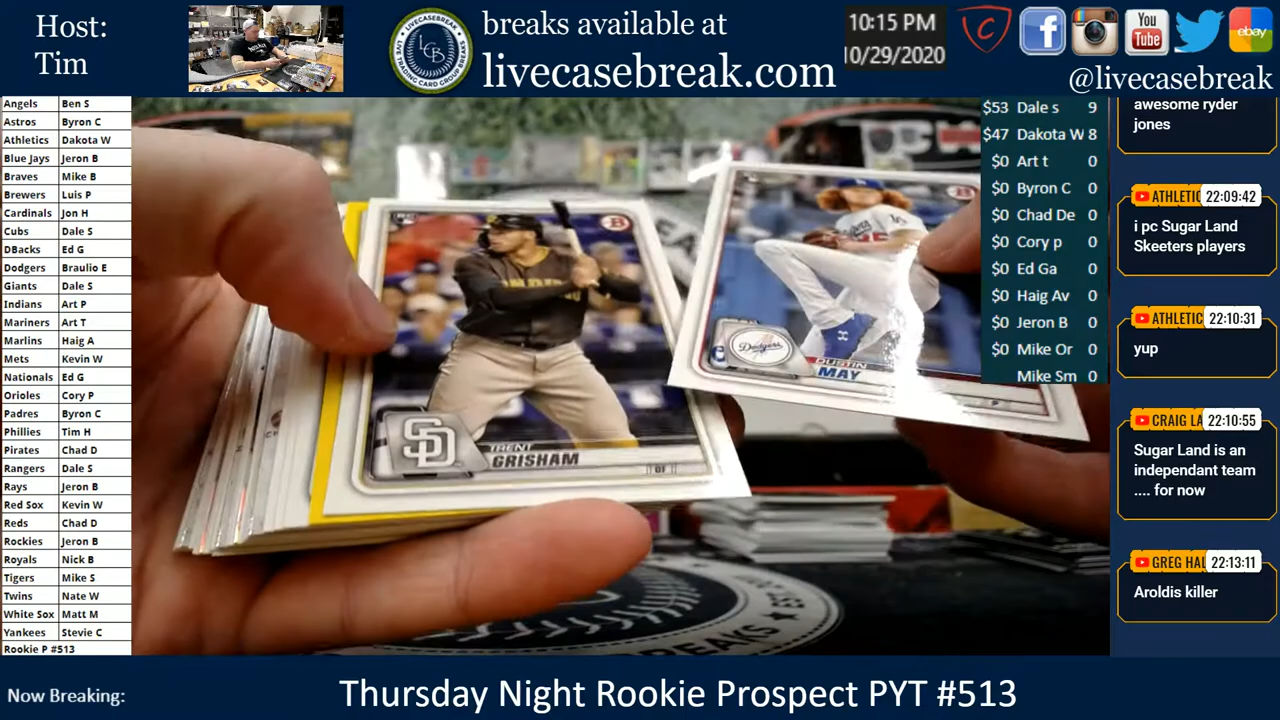 Host:
Tim
LIVECASEBREAK
LCB
breaks available at
livecasebreak.com
10:15 PM
10/29/2020
You
Tube
ebay
@livecasebreak
Angels Ben S
Astros Byron C
Athletics Dakota W
Blue Jays Jeron B
Braves Mike B
Brewers Luis P
Cardinals Jon H
Cubs Dale S
DBacks Ed G
Dodgers Braulio E
Giants Dale S
Indians Art P
Mariners Art T
Marlins Haig A
Mets Kevin W
Nationals Ed G
Orioles Cory P
Padres Byron C
Phillies Tim H
Pirates Chad D
Rangers Dale S
Rays Jeron B
Red Sox Kevin W
Reds Chad D
Rockies Jeron B
Royals Nick B
Tigers Mike S
Twins Nate W
White Sox Matt M
Yankees Stevie C
Rookie P #513
SD
TRENT
GRISHAM
OF
Dodgers
DUSTIN
MAY
P
$53 Dale s 9
$47 Dakota W 8
$0 Art t 0
$0 Byron C 0
$0 Chad De 0
$0 Cory p 0
$0 Ed Ga 0
$0 Haig Av 0
$0 Jeron B 0
$0 Mike Or 0
Mike Sm 0
awesome ryder
jones
ATHLETIC 22:09:42
i pc Sugar Land
Skeeters players
ATHLETIC 22:10:31
yup
CRAIG LA 22:10:55
Sugar Land is an
independant team
.... for now
GREG HAL 22:13:11
Aroldis killer
Now Breaking:
Thursday Night Rookie Prospect PYT #513